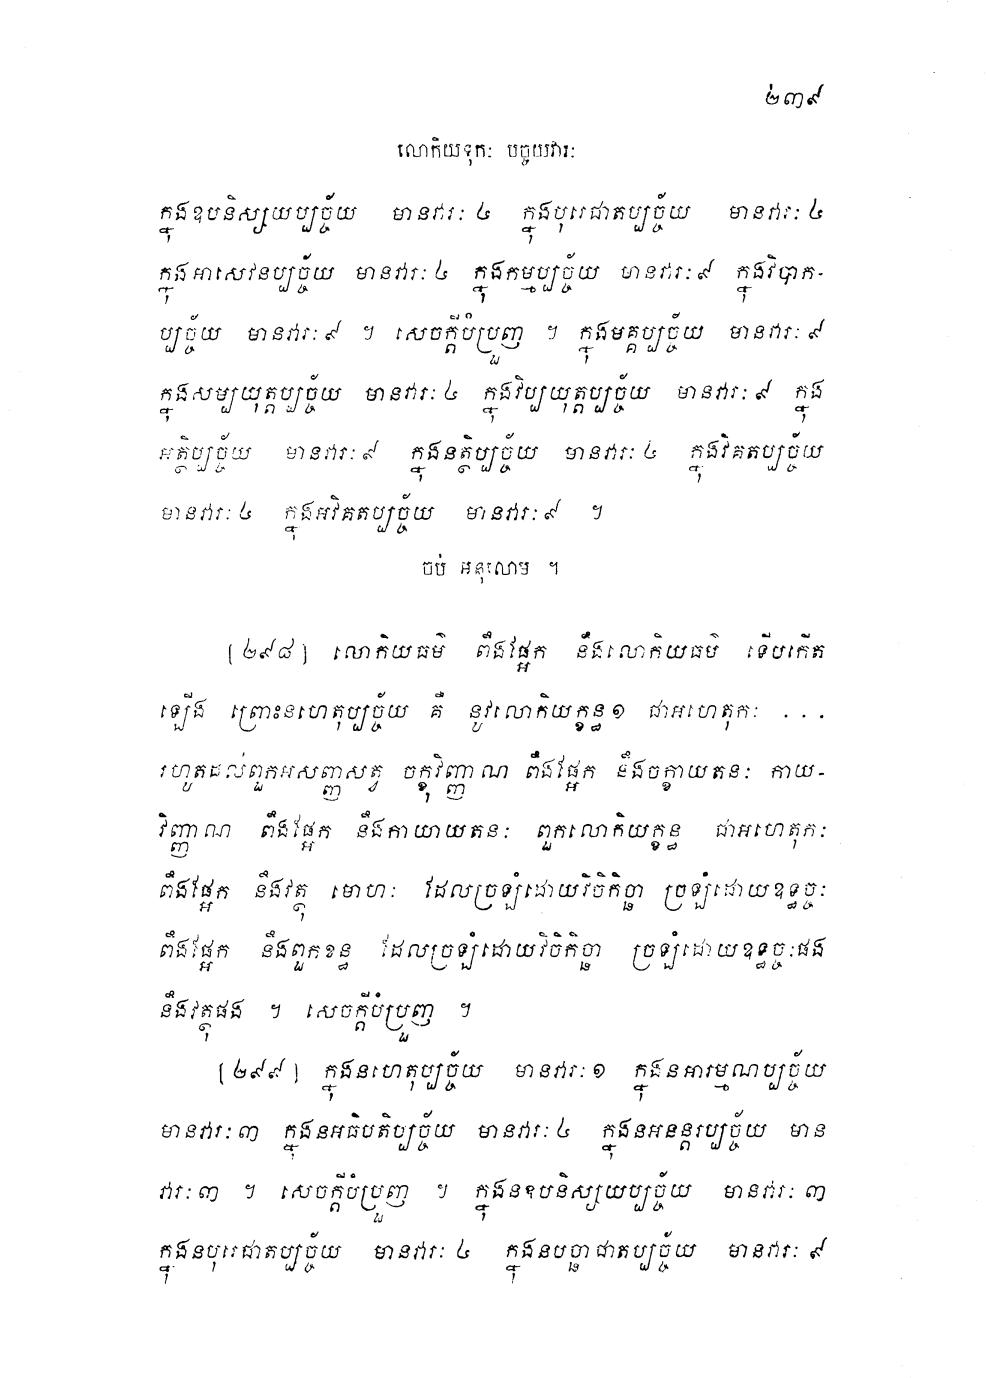 ២៣៩
លោកិយទុកៈ បច្ចយវារៈ
ក្នុងឧបនិស្សយប្បច្ច័យ មានវារៈ ៤ ក្នុងបុរេជាតប្បច្ច័យ មានវារៈ ៤
ក្នុងអាសេវនប្បច្ច័យ មានវារៈ ៤ ក្នុងកម្មប្បច្ច័យ មានវារៈ ៩ ក្នុងវិបាក-
ប្បច្ច័យ មានវារៈ ៩ ។ សេចក្តីបំប្រួញ ។ ក្នុងមគ្គប្បច្ច័យ មានវារៈ ៩
ក្នុងសម្បយុត្តប្បច្ច័យ មានវារៈ ៤ ក្នុងវិប្បយុត្តប្បច្ច័យ មានវារៈ ៩ ក្នុង
អត្ថិប្បច្ច័យ មានវារៈ ៩ ក្នុងនត្ថិប្បច្ច័យ មានវារៈ ៤ ក្នុងវិគតប្បច្ច័យ
មានវារៈ ៤ ក្នុងអវិគតប្បច្ច័យ មានវារៈ ៩ ។
ចប់ អនុលោម ។
[២៩៨] លោកិយធម៌ ពឹងផ្អែក នឹងលោកិយធម៌ ទើបកើត
ឡើង ព្រោះនហេតុប្បច្ច័យ គឺ នូវលោកិយក្ខន្ធ ១ ជាអហេតុកៈ ...
រហូតដល់ពួកអសញ្ញសត្វ ចក្ខុវិញ្ញាណ ពឹងផ្អែក នឹងចក្ខាយតនៈ កាយ-
វិញ្ញាណ ពឹងផ្អែក នឹងកាយាយតនៈ ពួកលោកិយក្ខន្ធ ជាអហេតុកៈ
ពឹងផ្អែក នឹងវត្ថុ មោហៈ ដែលច្រឡំដោយវិចិកិច្ឆា ច្រឡំដោយឧទ្ធច្ចៈ
ពឹងផ្អែក នឹងពួកខន្ធ ដែលច្រឡំដោយវិចិកិច្ឆា ច្រឡំដោយឧទ្ធច្ចៈផង
នឹងវត្ថុផង ។ សេចក្តីបំប្រួញ ។
[២៩៩] ក្នុងនហេតុប្បច្ច័យ មានវារៈ ១ ក្នុងនអារម្មណប្បច្ច័យ
មានវារៈ ៣ ក្នុងនអធិបតិប្បច្ច័យ មានវារៈ ៤ ក្នុងនអនន្តរប្បច្ច័យ មាន
វារៈ ៣ ។ សេចក្តីបំប្រួញ ។ ក្នុងនឧបនិស្សយប្បច្ច័យ មានវារៈ ៣
ក្នុងនបុរេជាតប្បច្ច័យ មានវារៈ ៤ ក្នុងនបច្ឆាជាតប្បច្ច័យ មានវារៈ ៩